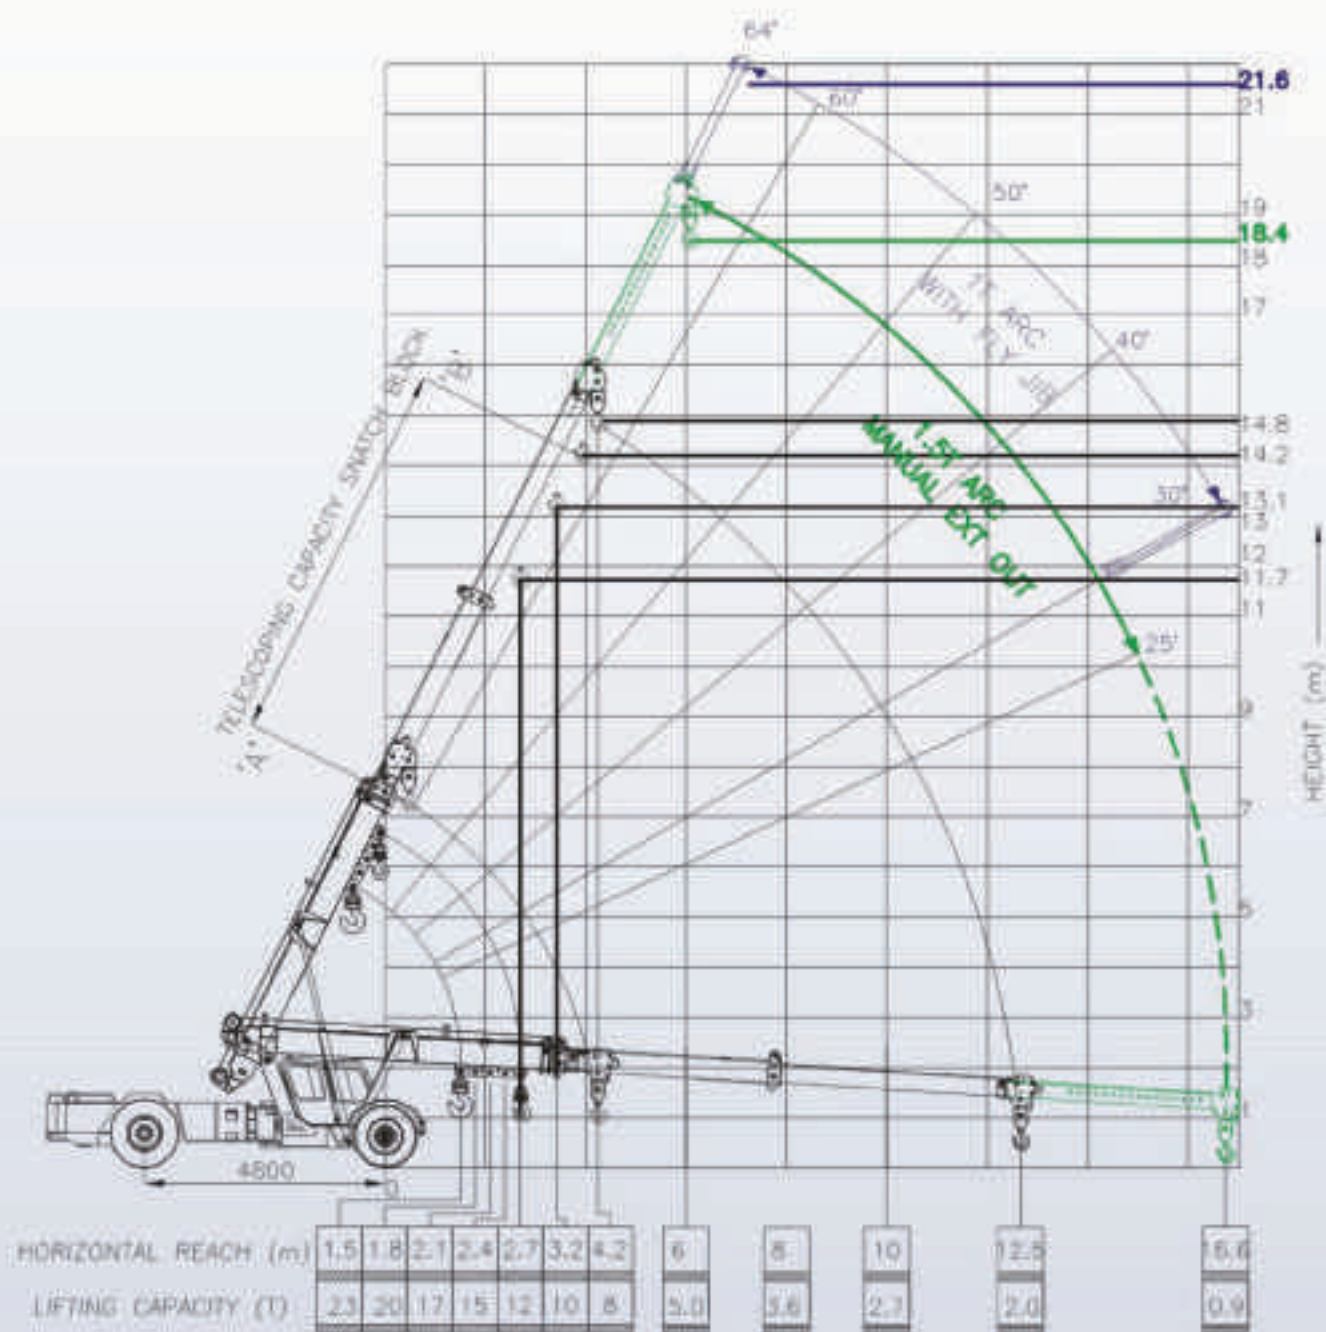 64°
21.6
21
60°
50°
19
18.4
18
17
1T ARC
WITH FLY JIB
40°
TELESCOPING CAPACITY SNATCH BLOCK
"B"
14.8
14.2
1.5T ARC
MANUAL EXT OUT
30°
13.1
13
12
11.7
11
25°
HEIGHT (m)
9
"A"
7
5
3
1
4800
0
HORIZONTAL REACH (m) 1.5 1.8 2.1 2.4 2.7 3.2 4.2 6 8 10 12.5 16.6
LIFTING CAPACITY (T) 23 20 17 15 12 10 8 5.0 3.6 2.7 2.0 0.9